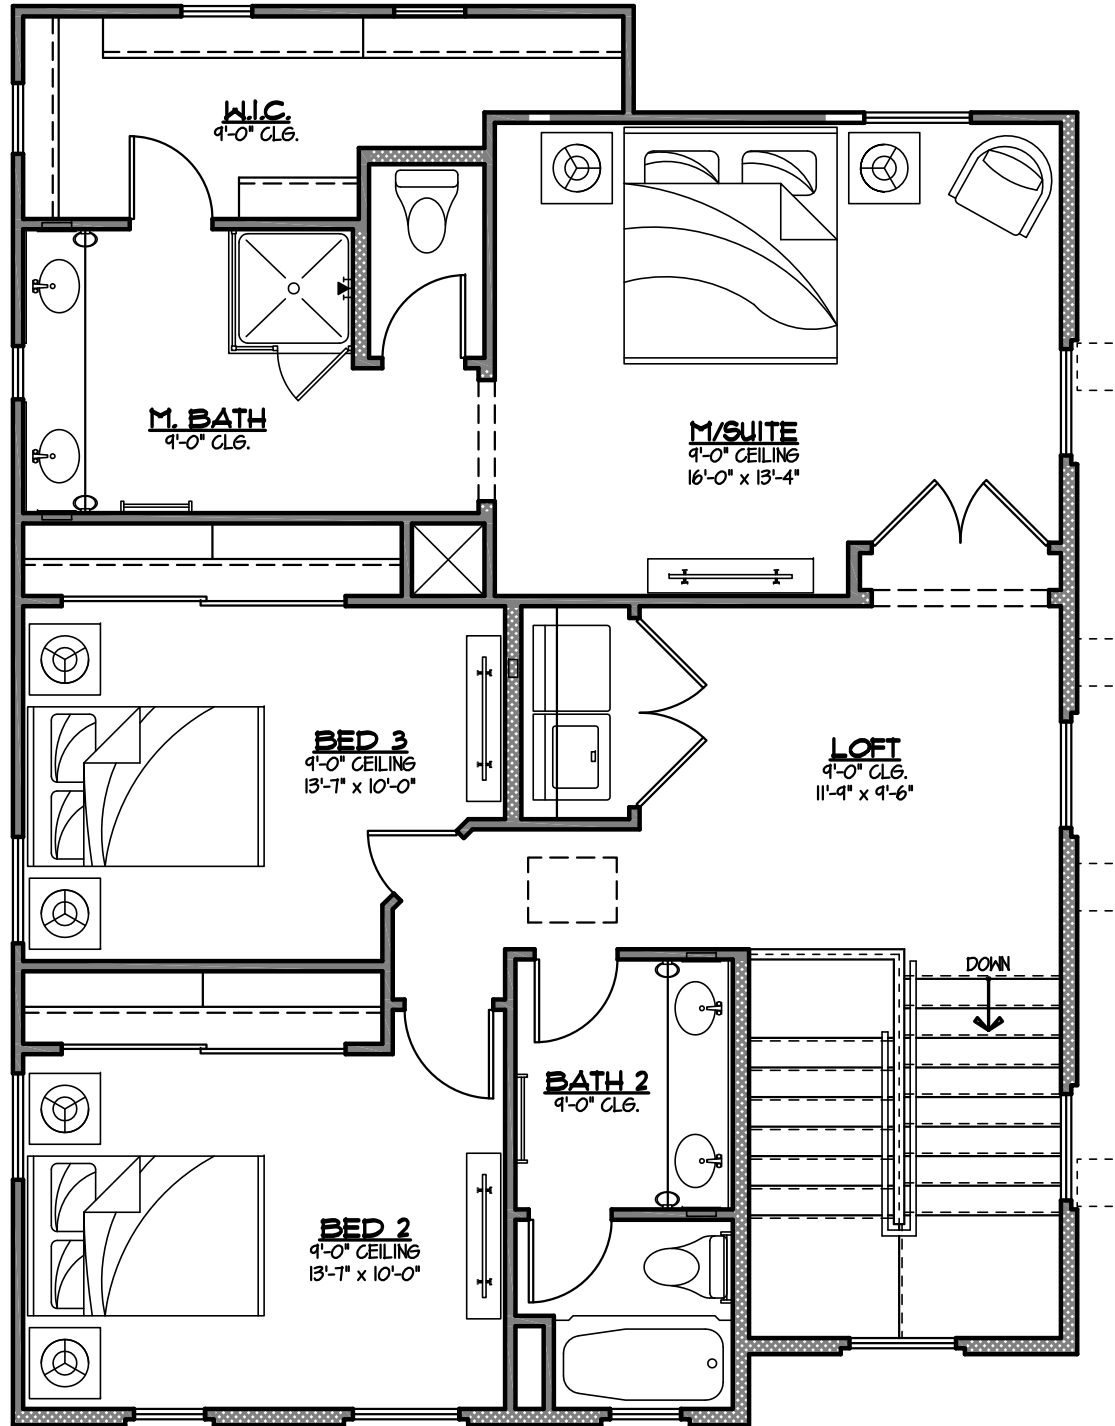 W.I.C.
9'-0" CLG.
M. BATH
9'-0" CLG.
M/SUITE
9'-0" CEILING
16'-0" x 13'-4"
BED 3
9'-0" CEILING
13'-7" x 10'-0"
LOFT
9'-0" CLG.
11'-9" x 9'-6"
DOWN
BATH 2
9'-0" CLG.
BED 2
9'-0" CEILING
13'-7" x 10'-0"